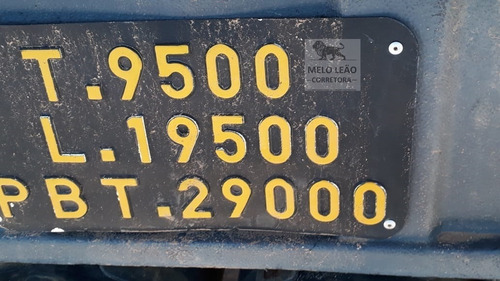 T.9500
MELO LEÃO
CORRETORA
L.19500
PBT.29000